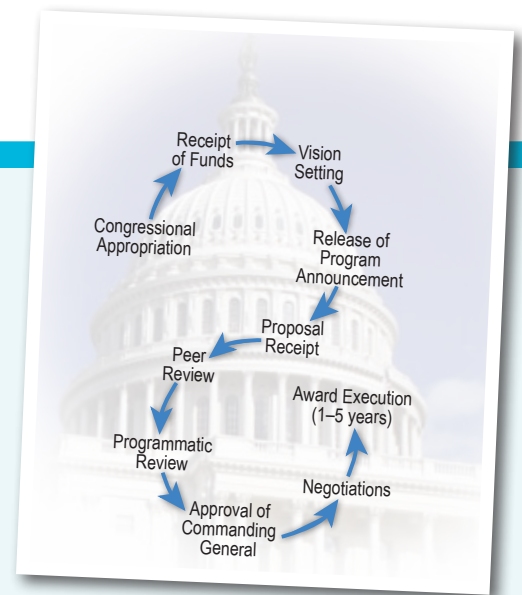 Receipt
of Funds
Vision
Setting
Congressional
Appropriation
Release of
Program
Announcement
Proposal
Receipt
Peer
Review
Award Execution
(1–5 years)
Programmatic
Review
Negotiations
Approval of
Commanding
General